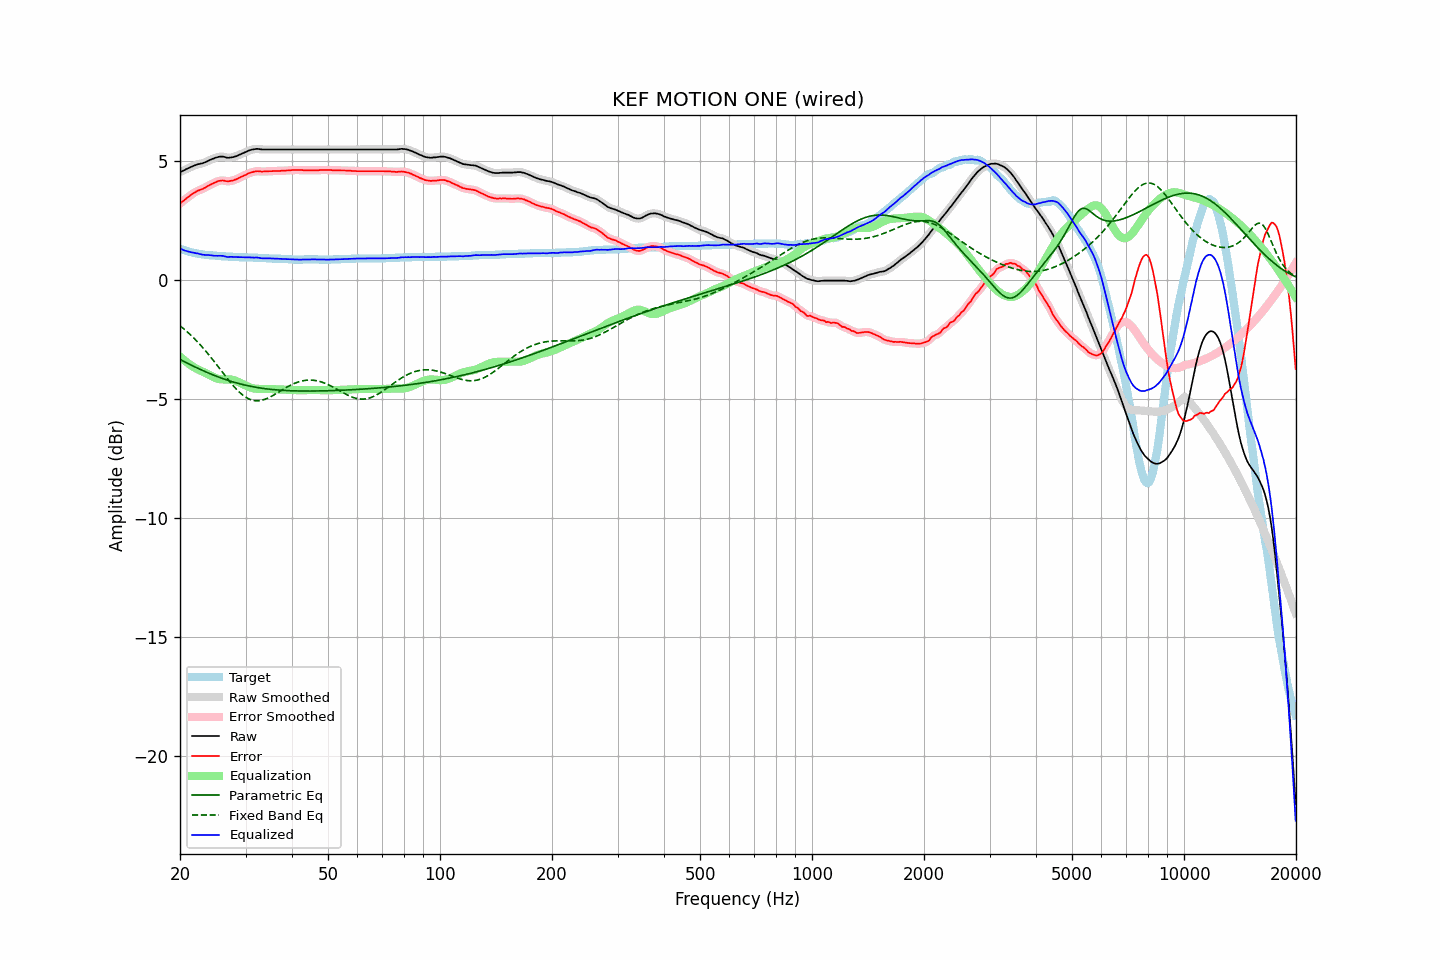 KEF MOTION ONE (wired)
Amplitude (dBr)
5
0
−5
−10
−15
−20
Target
Raw Smoothed
Error Smoothed
Raw
Error
Equalization
Parametric Eq
Fixed Band Eq
Equalized
20 50 100 200 500 1000 2000 5000 10000 20000
Frequency (Hz)